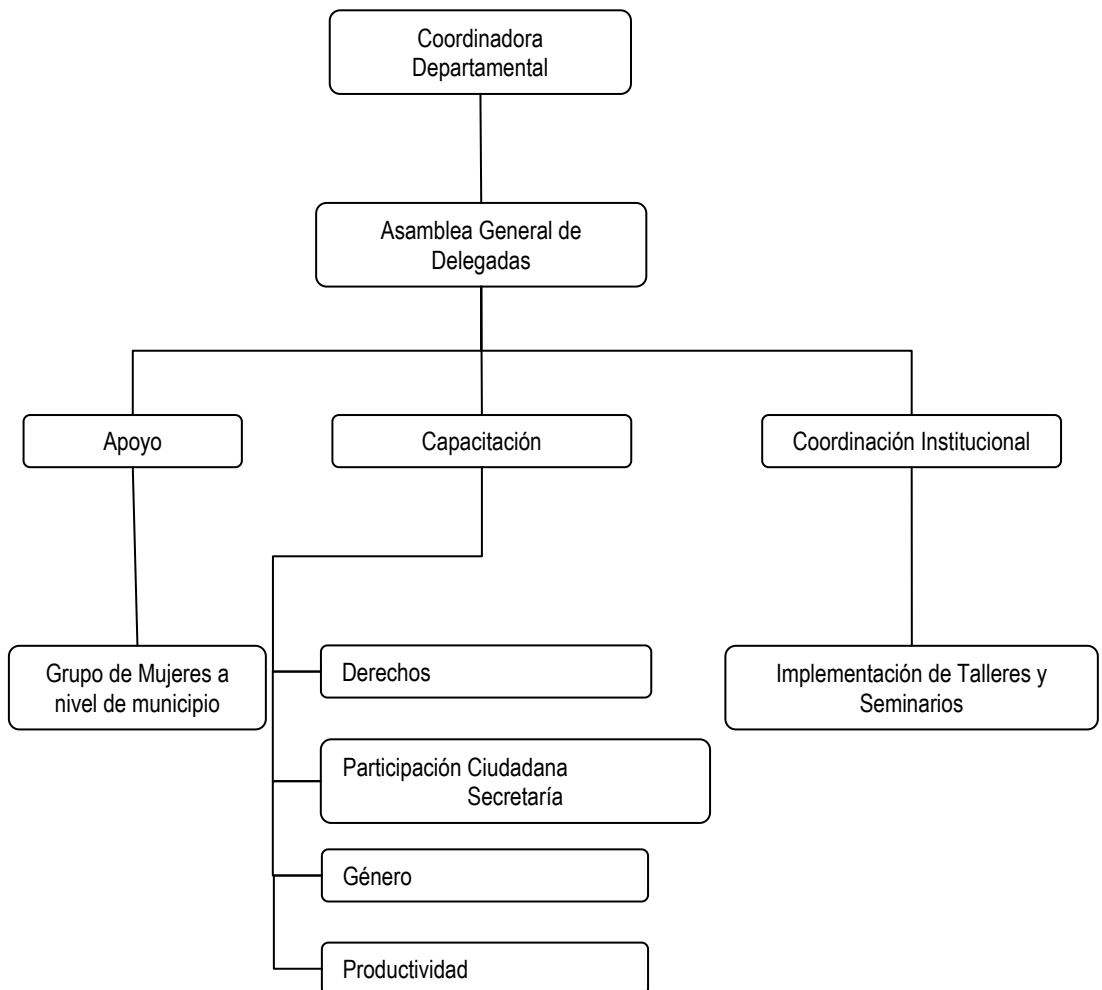 Coordinadora
Departamental
Asamblea General de
Delegadas
Apoyo
Capacitación
Coordinación Institucional
Grupo de Mujeres a
nivel de municipio
Derechos
Implementación de Talleres y
Seminarios
Participación Ciudadana
Secretaría
Género
Productividad